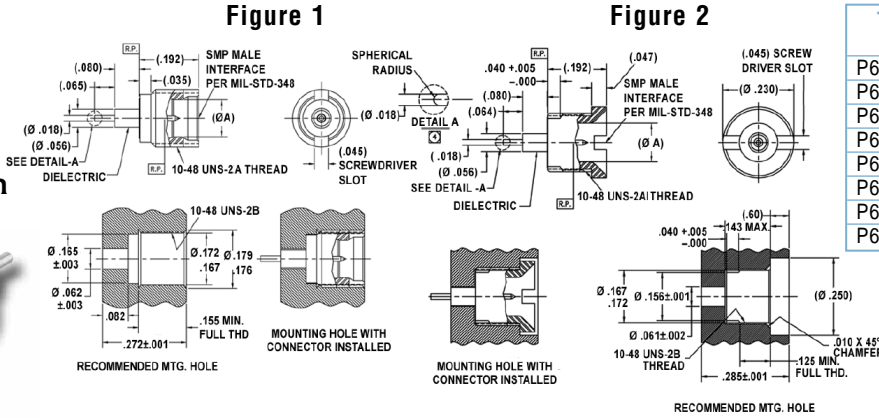 Figure 1
R.P.
(.080)
(.192)
SMP MALE
INTERFACE
PER MIL-STD-348
(.065)
(.035)
(ØA)
(Ø .018)
(Ø .056)
SEE DETAIL-A
DIELECTRIC
R.P.
10-48 UNS-2A THREAD
(.045)
SCREWDRIVER
SLOT
SPHERICAL
RADIUS
(Ø .018)
DETAIL A
4
10-48 UNS-2B
Ø .165
±.003
Ø .062
±.003
.082
Ø.172
.167
Ø.179
.176
.155 MIN.
FULL THD
.272±.001
RECOMMENDED MTG. HOLE
MOUNTING HOLE WITH
CONNECTOR INSTALLED
Figure 2
R.P.
.040 +.005
-.000
(.192)
(.047)
(.080)
(.064)
SMP MALE
INTERFACE
PER MIL-STD-348
(Ø A)
(.018)
(Ø .056)
SEE DETAIL -A
DIELECTRIC
R.P.
10-48 UNS-2AITHREAD
(.045) SCREW
DRIVER SLOT
(Ø .230)
MOUNTING HOLE WITH
CONNECTOR INSTALLED
(.60)
.143 MAX.
.040 +.005
-.000
Ø .167
.172
Ø .156±.001
(Ø .250)
Ø .061±.002
10-48 UNS-2B
THREAD
.010 X 45°
CHAMFER
.125 MIN.
FULL THD.
.285±.001
RECOMMENDED MTG. HOLE
P6
P6
P6
P6
P6
P6
P6
n